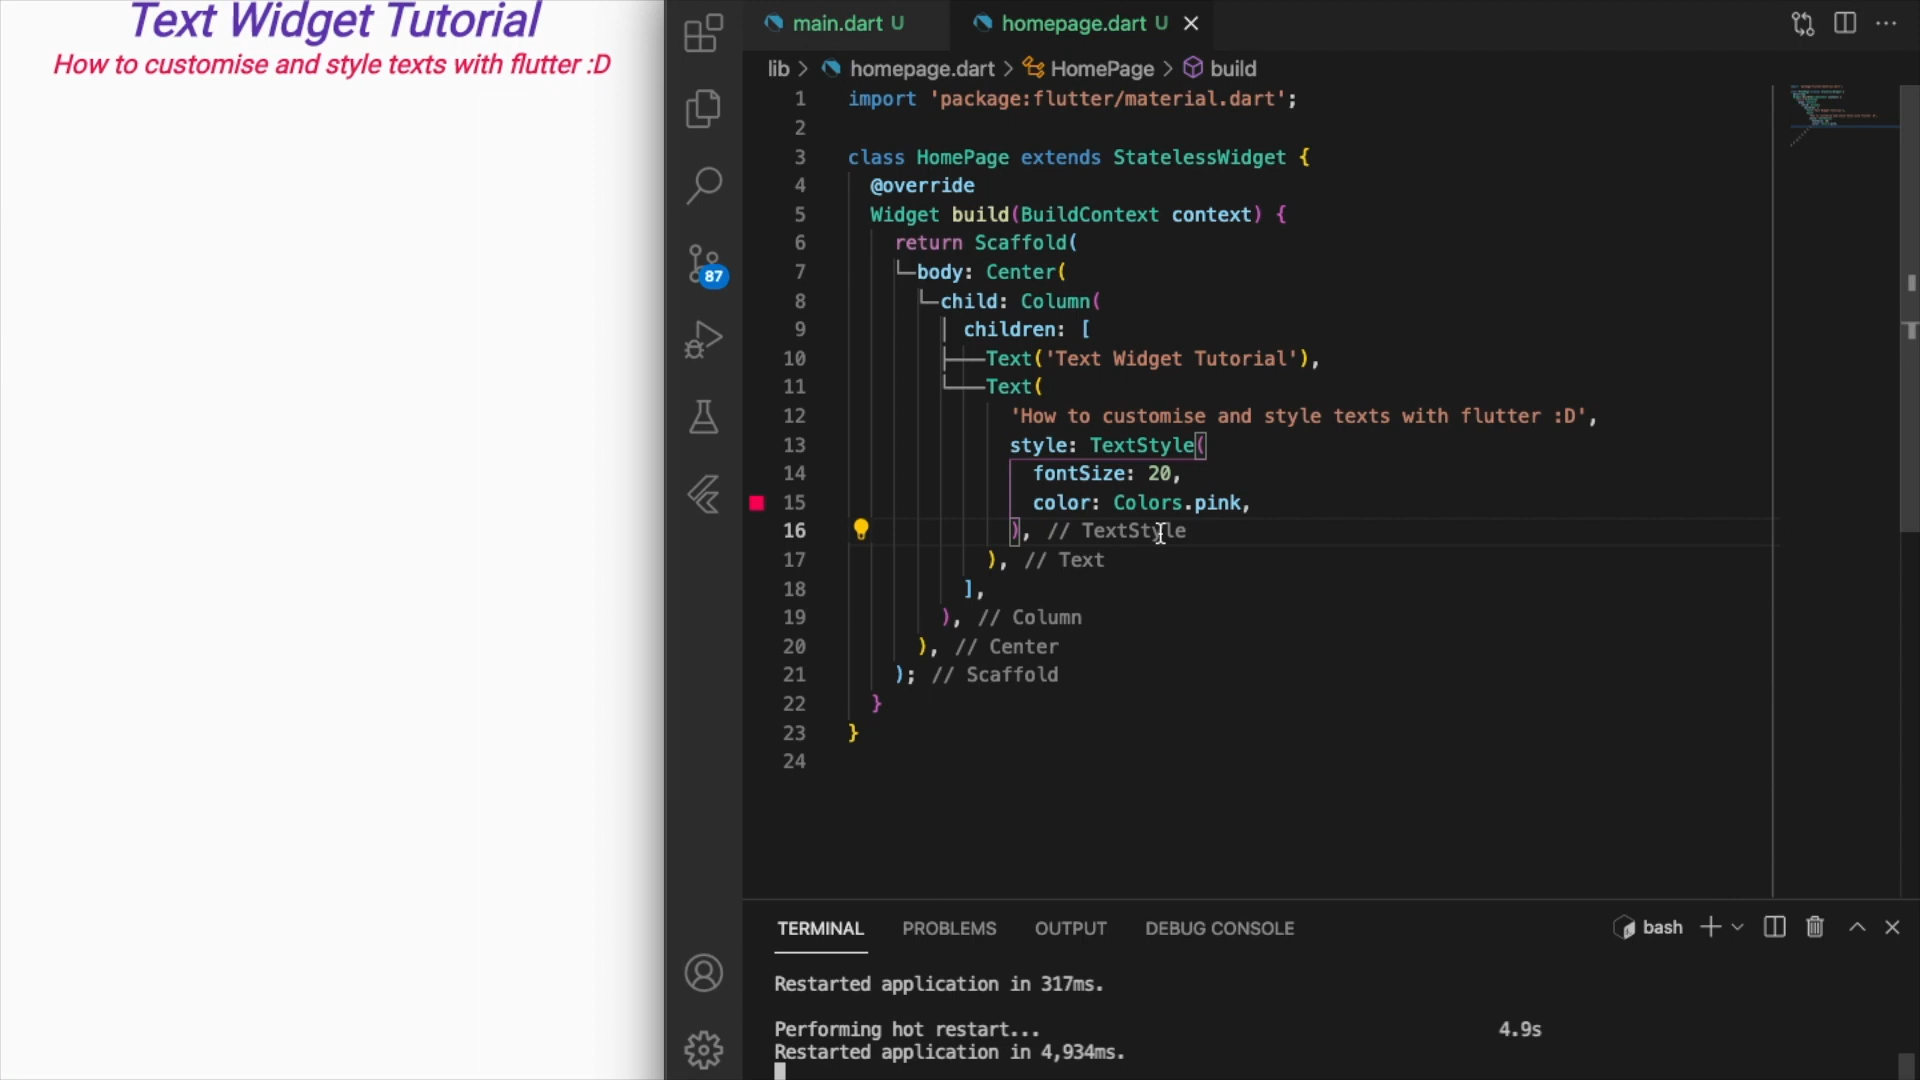 Text Widget Tutorial
How to customise and style texts with flutter :D
87
main.dart U
homepage.dart U
lib > homepage.dart > HomePage > build
1 import 'package:flutter/material.dart';
2
3 class HomePage extends StatelessWidget {
4 @override
5 Widget build(BuildContext context) {
6 return Scaffold(
7 body: Center(
8 child: Column(
9 children: [
10 Text('Text Widget Tutorial'),
11 Text(
12 'How to customise and style texts with flutter :D',
13 style: TextStyle(
14 fontSize: 20,
15 color: Colors.pink,
16 ), // TextStyle
17 ), // Text
18 ],
19 ), // Column
20 ), // Center
21 ); // Scaffold
22 }
23 }
24
TERMINAL PROBLEMS OUTPUT DEBUG CONSOLE bash
Restarted application in 317ms.
Performing hot restart... 4.9s
Restarted application in 4,934ms.